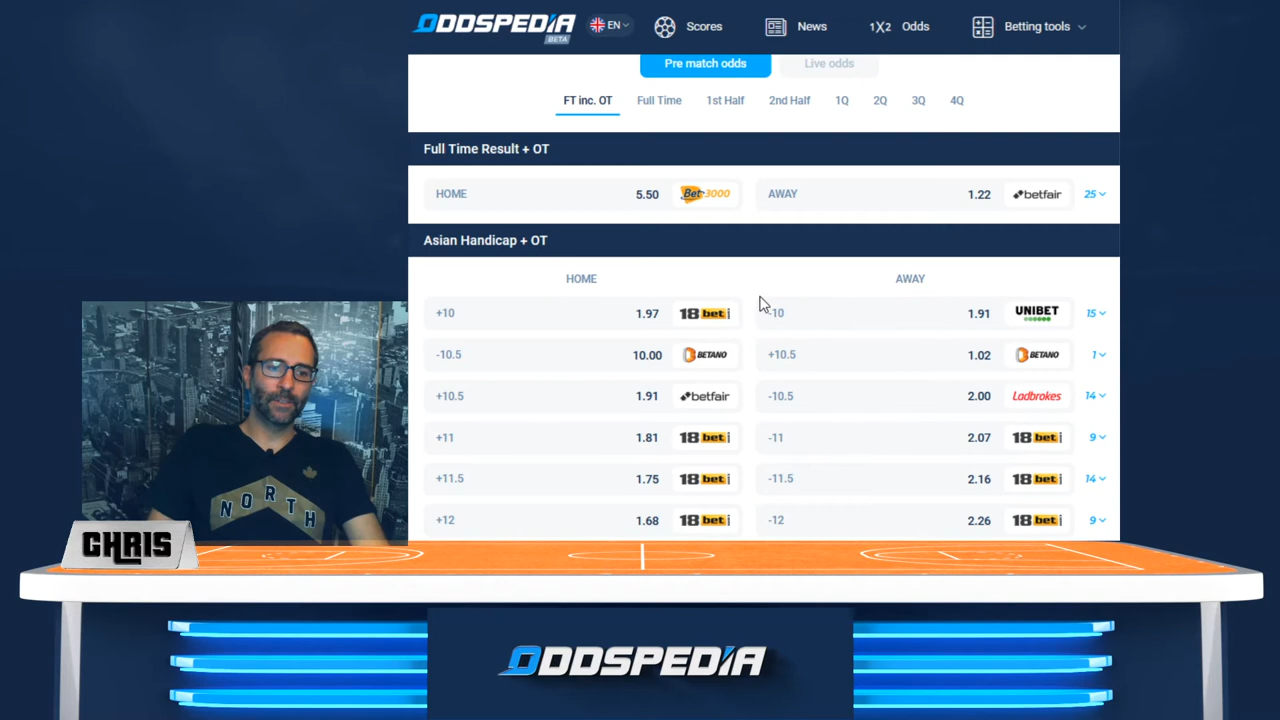 ODDSPEDIA
BETA
EN
Scores
News
1X2 Odds
Betting tools
Pre match odds
Live odds
FT inc. OT
Full Time
1st Half
2nd Half
1Q
2Q
3Q
4Q
Full Time Result + OT
HOME 5.50 Bet3000 AWAY 1.22 betfair 25
Asian Handicap + OT
HOME AWAY
+10 1.97 18bet -10 1.91 UNIBET 15
-10.5 10.00 BETANO +10.5 1.02 BETANO 1
+10.5 1.91 betfair -10.5 2.00 Ladbrokes 14
+11 1.81 18bet -11 2.07 18bet 9
+11.5 1.75 18bet -11.5 2.16 18bet 14
+12 1.68 18bet -12 2.26 18bet 9
NORTH
CHRIS
ODDSPEDIA